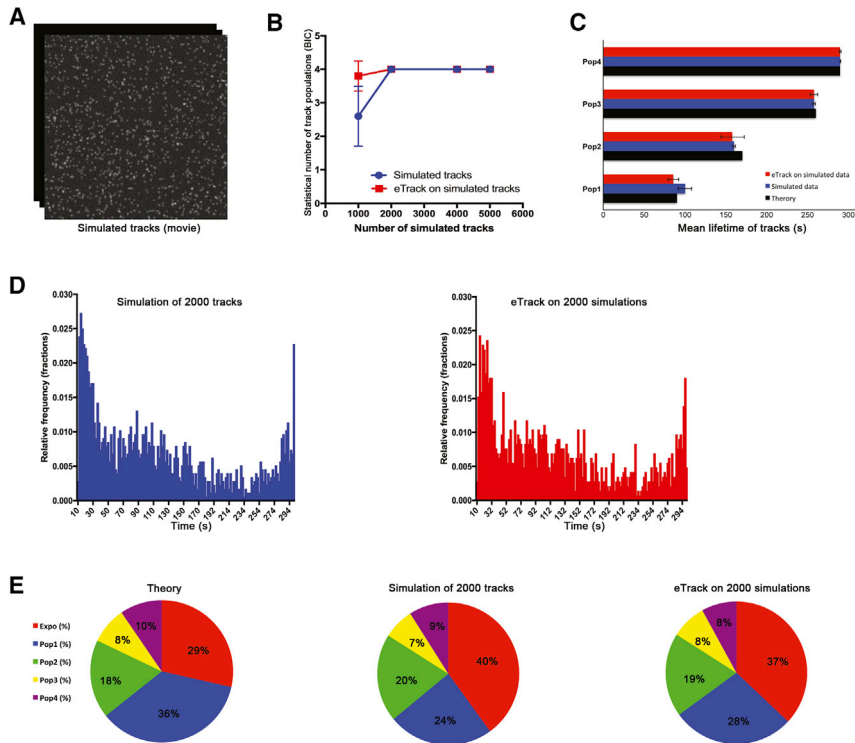 A
Simulated tracks (movie)
B
Statistical number of track populations (BIC)
5
4
3
2
1
0
0 1000 2000 3000 4000 5000 6000
Simulated tracks
eTrack on simulated tracks
Number of simulated tracks
C
Pop4
Pop3
Pop2
Pop1
eTrack on simulated data
Simulated data
Therory
0 50 100 150 200 250 300
Mean lifetime of tracks (s)
D
Simulation of 2000 tracks
Relative frequency (fractions)
0.030
0.025
0.020
0.015
0.010
0.005
0.000
10 30 50 70 90 110 130 150 170 192 214 234 254 274 294
Time (s)
eTrack on 2000 simulations
Relative frequency (fractions)
0.030
0.025
0.020
0.015
0.010
0.005
0.000
10 32 52 72 92 112 132 152 172 192 212 234 254 274 294
Time (s)
E
Theory
Expo (%)
Pop1 (%)
Pop2 (%)
Pop3 (%)
Pop4 (%)
10%
8%
29%
18%
36%
Simulation of 2000 tracks
9%
7%
40%
20%
24%
eTrack on 2000 simulations
8%
8%
37%
19%
28%